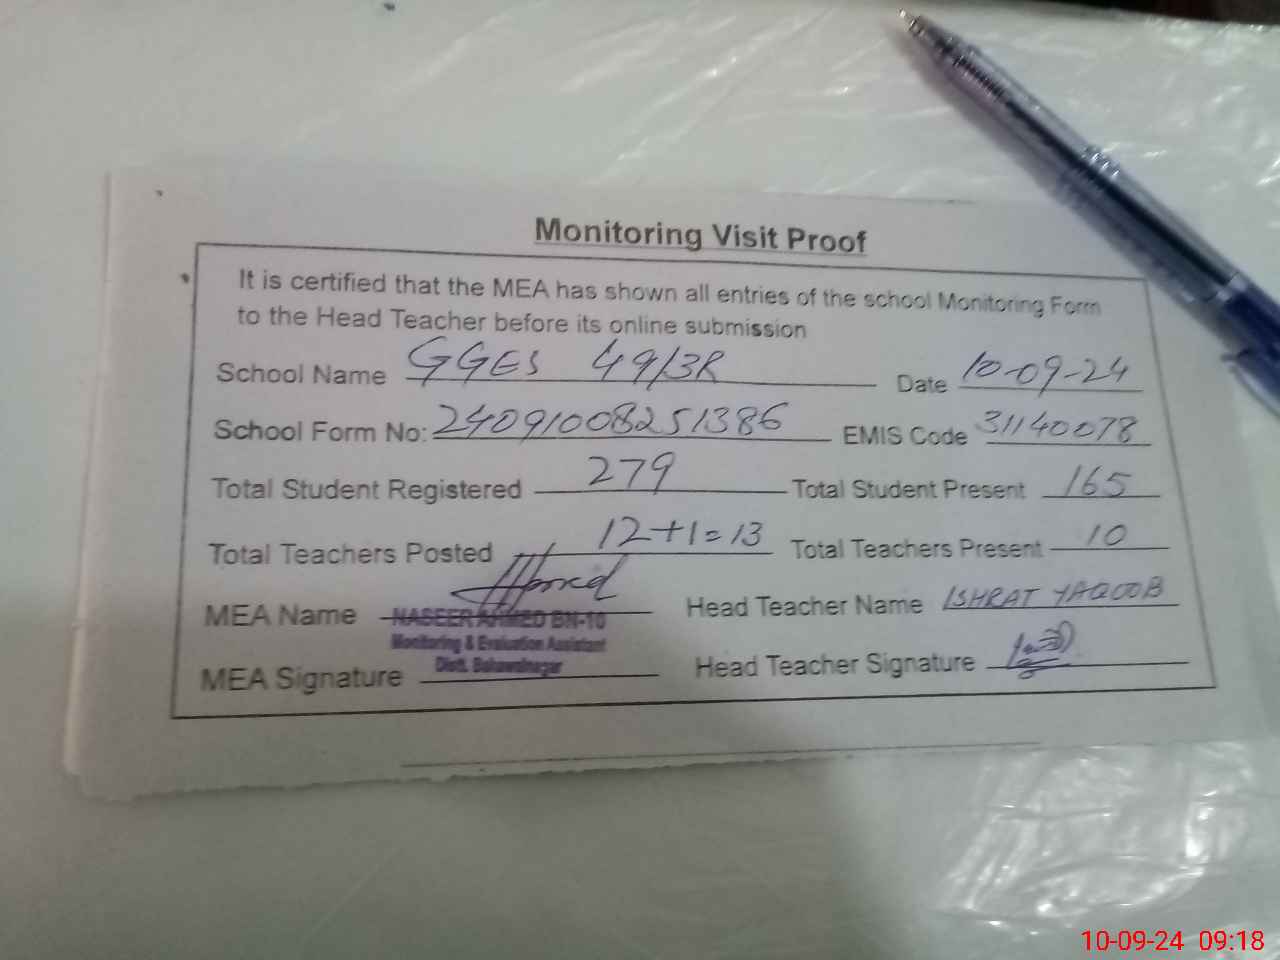 Monitoring Visit Proof
It is certified that the MEA has shown all entries of the school Monitoring Form
to the Head Teacher before its online submission
School Name GGES 49/3R Date 10-09-24
School Form No: 24091008251386 EMIS Code 31140078
Total Student Registered 279 Total Student Present 165
Total Teachers Posted 12+1=13 Total Teachers Present 10
MEA Name NASEER AHMED BN-10 Head Teacher Name ISHRAT YAQOOB
Monitoring & Evaluation Assistant
Distt. Bahawalnagar
MEA Signature Head Teacher Signature
10-09-24 09:18